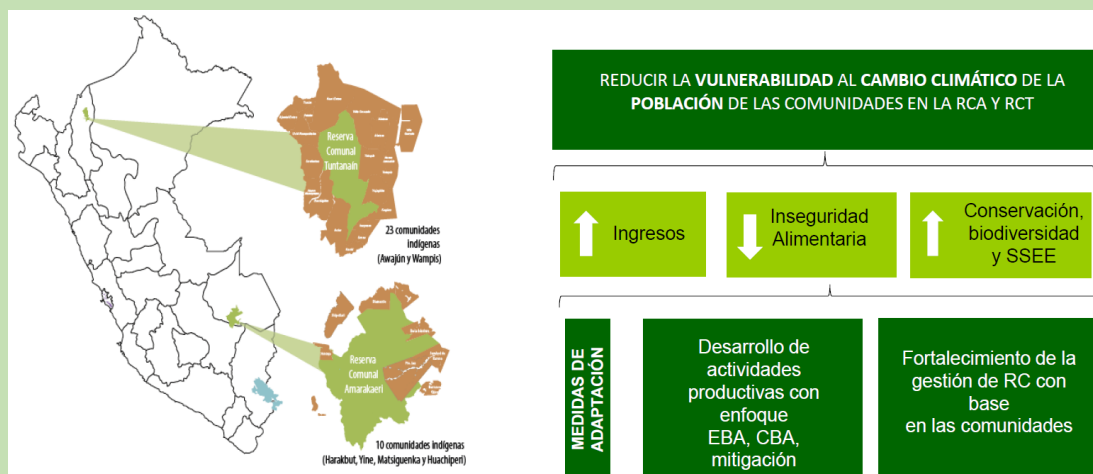 Reserva
Comunal
Tuntanain
23 comunidades
indígenas
(Awajún y Wampis)
Reserva
Comunal
Amarakaeri
10 comunidades indígenas
(Harakbut, Yine, Matsiguenka y Huachiperi)
REDUCIR LA VULNERABILIDAD AL CAMBIO CLIMÁTICO DE LA
POBLACIÓN DE LAS COMUNIDADES EN LA RCA Y RCT
Ingresos
Inseguridad
Alimentaria
Conservación,
biodiversidad
y SSEE
MEDIDAS DE
ADAPTACIÓN
Desarrollo de
actividades
productivas con
enfoque
EBA, CBA,
mitigación
Fortalecimiento de la
gestión de RC con
base
en las comunidades